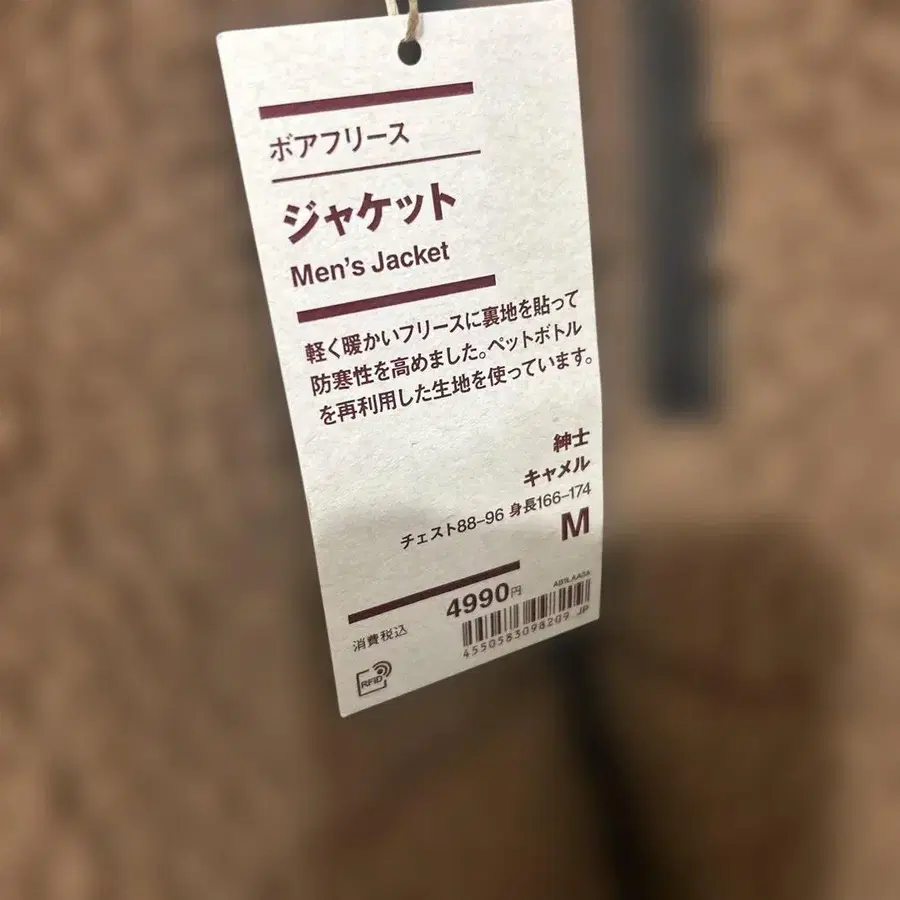 ボアフリース
ジャケット
Men's Jacket
軽く暖かいフリースに裏地を貼って
防寒性を高めました。ペットボトル
を再利用した生地を使っています。
紳士
キャメル
チェスト88–96 身長166–174
M
4990円
消費税込
4550583098209 JP
RFID